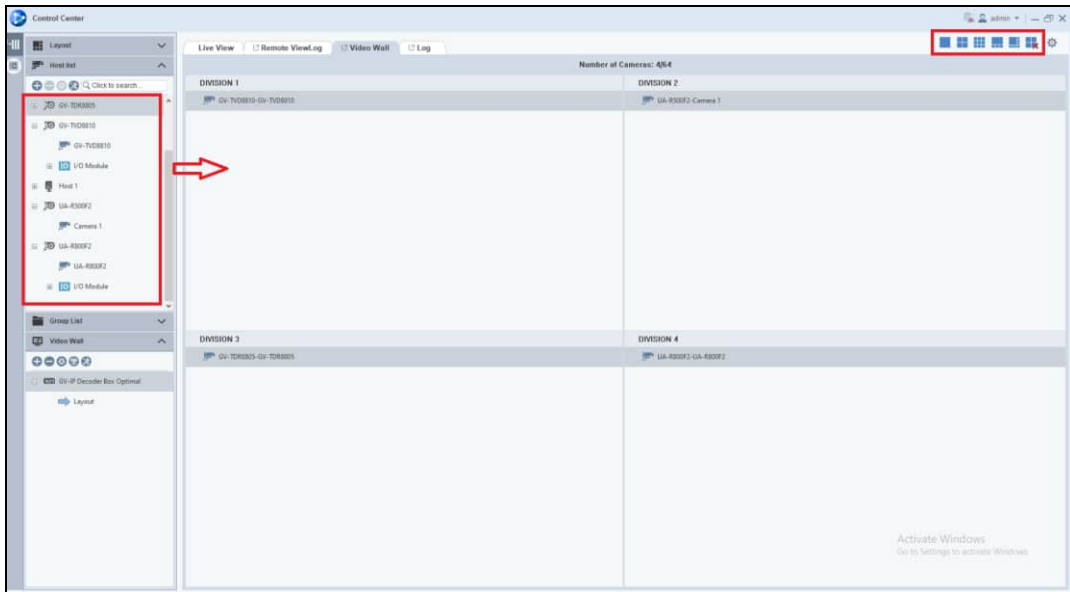 Control Center
admin
Layout
Live View
Remote ViewLog
Video Wall
Log
Host list
Number of Cameras: 4/64
Click to search...
DIVISION 1
DIVISION 2
GV-TDR8805
GV-TVD8810-GV-TVD8810
UA-R500F2-Camera 1
GV-TVD8810
GV-TVD8810
I/O Module
Host 1
UA-R500F2
Camera 1
UA-R800F2
UA-R800F2
I/O Module
Group List
Video Wall
DIVISION 3
DIVISION 4
GV-TDR8805-GV-TDR8805
UA-R800F2-UA-R800F2
GV-IP Decoder Box Optimal
Layout
Activate Windows
Go to Settings to activate Windows.